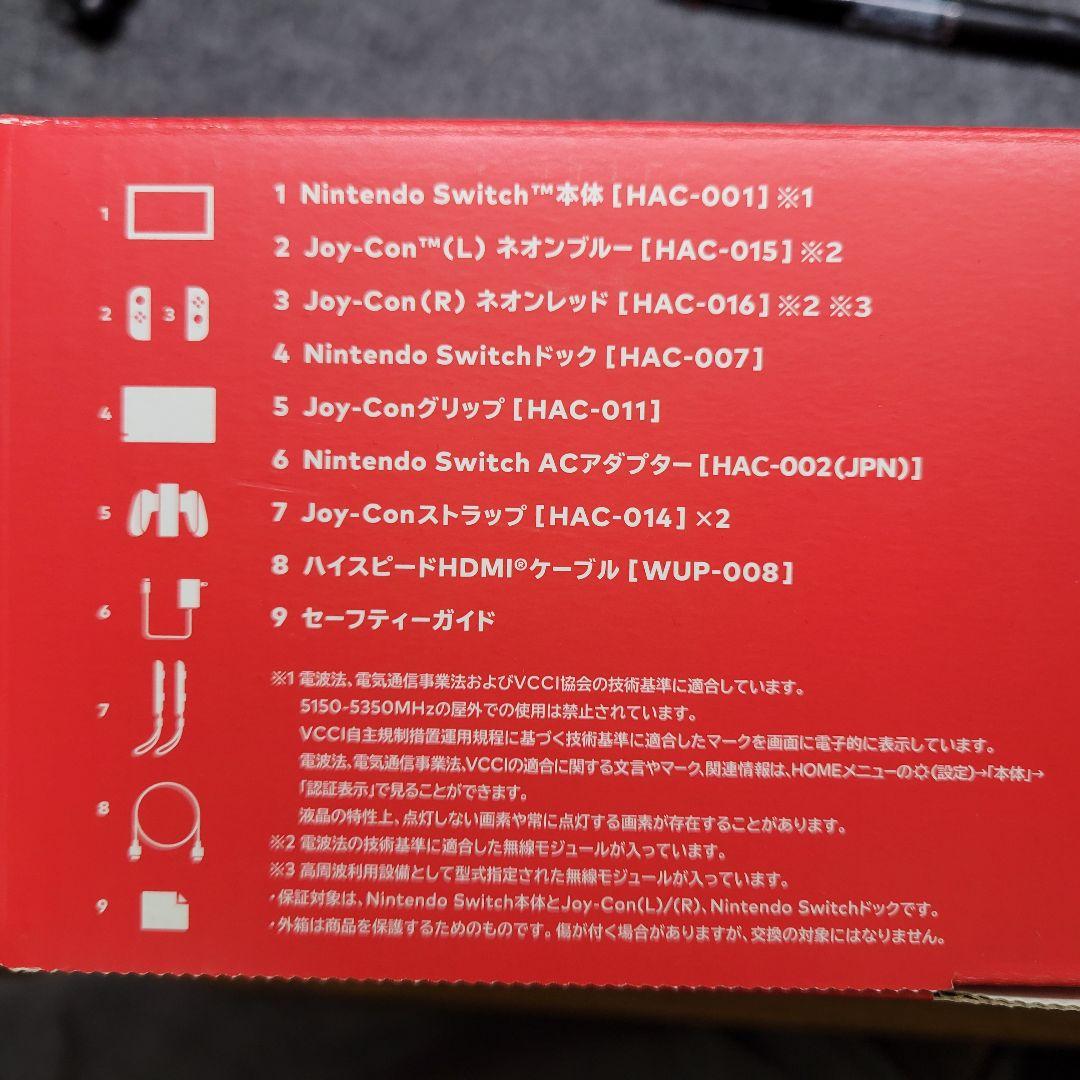 1 Nintendo Switch™本体 [HAC-001] ※1
2 Joy-Con™(L) ネオンブルー [HAC-015] ※2
3 Joy-Con(R) ネオンレッド [HAC-016] ※2 ※3
4 Nintendo Switchドック [HAC-007]
5 Joy-Conグリップ [HAC-011]
6 Nintendo Switch ACアダプター [HAC-002(JPN)]
7 Joy-Conストラップ [HAC-014] ×2
8 ハイスピードHDMI®ケーブル [WUP-008]
9 セーフティーガイド
1
2 3
4
5
6
7
8
9
※1 電波法、電気通信事業法およびVCCI協会の技術基準に適合しています。
5150-5350MHzの屋外での使用は禁止されています。
VCCI自主規制措置運用規程に基づく技術基準に適合したマークを画面に電子的に表示しています。
電波法、電気通信事業法、VCCIの適合に関する文言やマーク、関連情報は、HOMEメニューの(設定)→「本体」→
「認証表示」で見ることができます。
液晶の特性上、点灯しない画素や常に点灯する画素が存在することがあります。
※2 電波法の技術基準に適合した無線モジュールが入っています。
※3 高周波利用設備として型式指定された無線モジュールが入っています。
・保証対象は、Nintendo Switch本体とJoy-Con(L)/(R)、Nintendo Switchドックです。
・外箱は商品を保護するためのものです。傷が付く場合がありますが、交換の対象にはなりません。